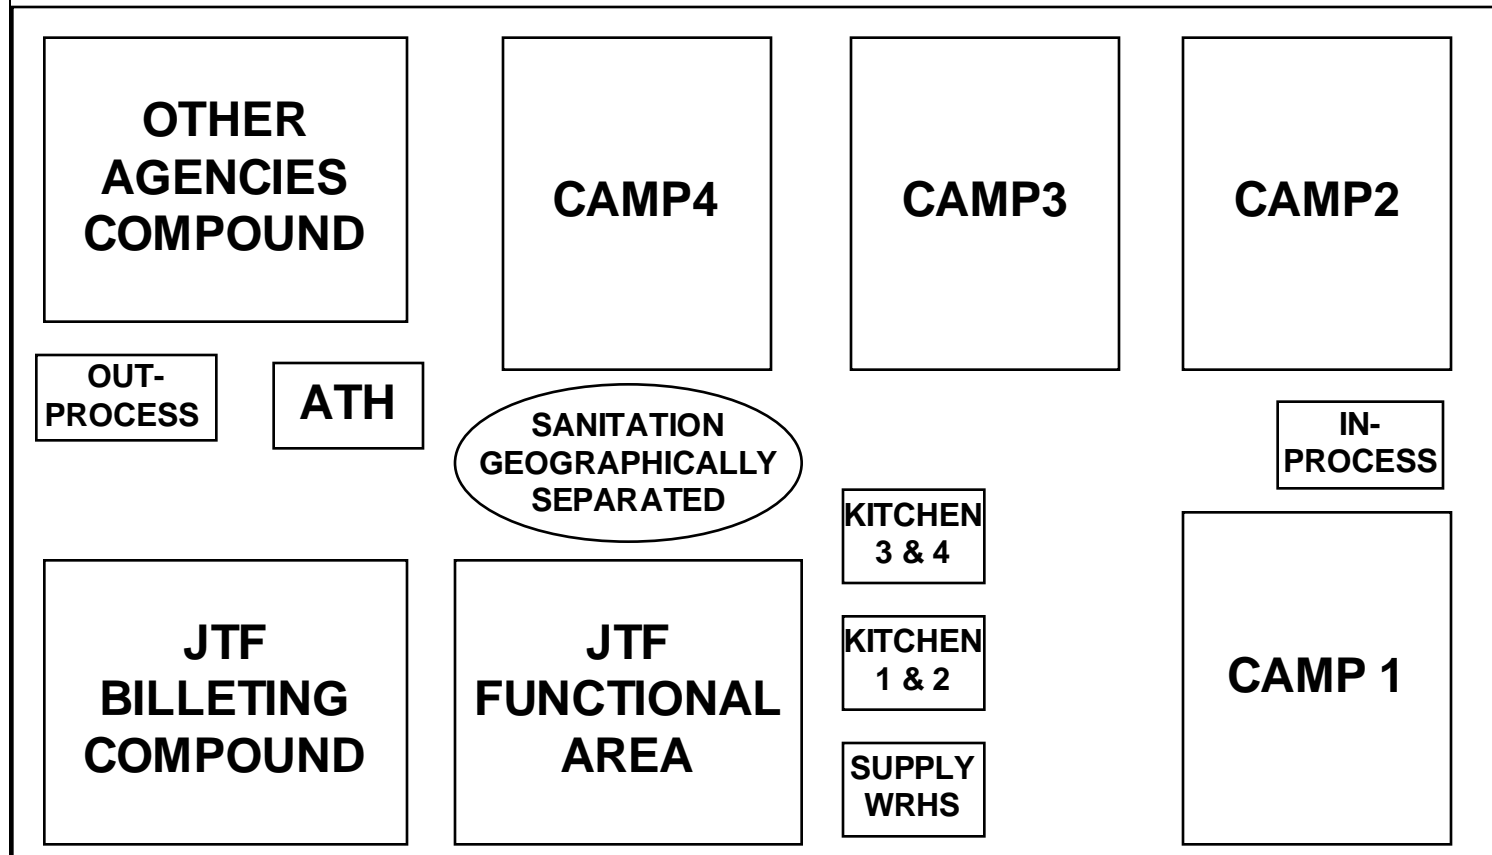 OTHER
AGENCIES
COMPOUND
CAMP4
CAMP3
CAMP2
OUT-
PROCESS
ATH
SANITATION
GEOGRAPHICALLY
SEPARATED
IN-
PROCESS
KITCHEN
3 & 4
JTF
BILLETING
COMPOUND
JTF
FUNCTIONAL
AREA
KITCHEN
1 & 2
SUPPLY
WRHS
CAMP 1